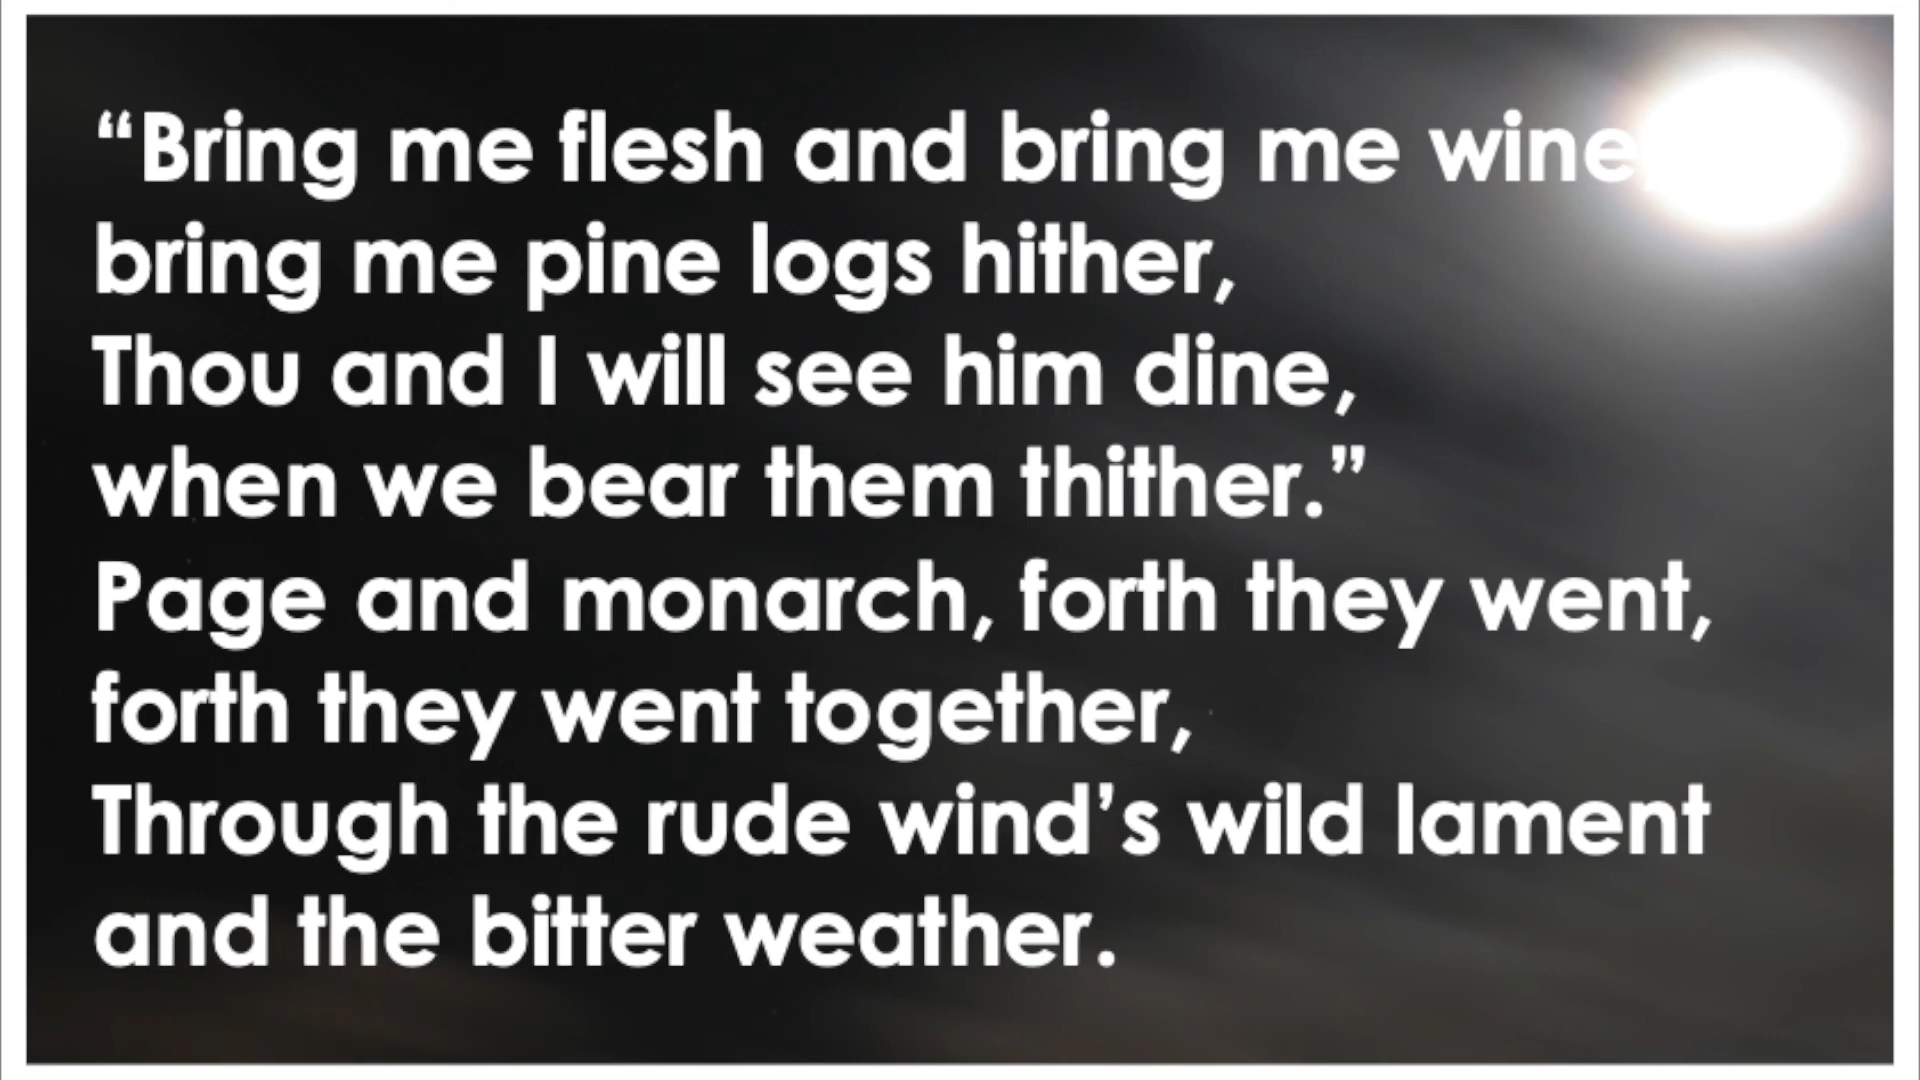 “Bring me flesh and bring me wine,
bring me pine logs hither,
Thou and I will see him dine,
when we bear them thither.”
Page and monarch, forth they went,
forth they went together,
Through the rude wind’s wild lament
and the bitter weather.